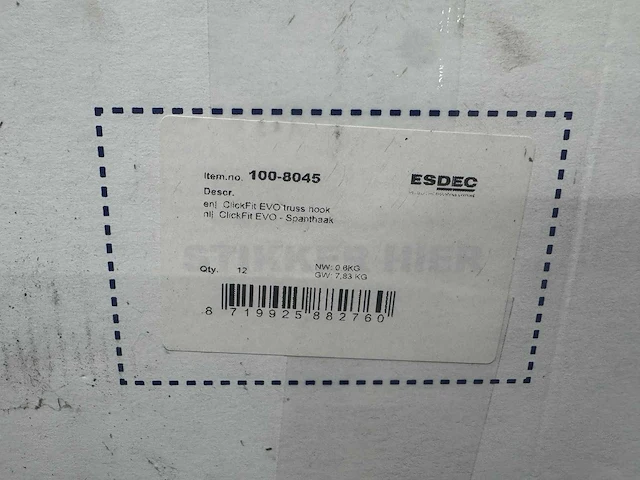 Item.no. 100-8045
ESDEC
Descr.
en| ClickFit EVO truss hook
nl| ClickFit EVO - Spanthaak
STICKER HIER
Qty. 12
NW: 0.6KG
GW: 7,83 KG
8 719925 882760